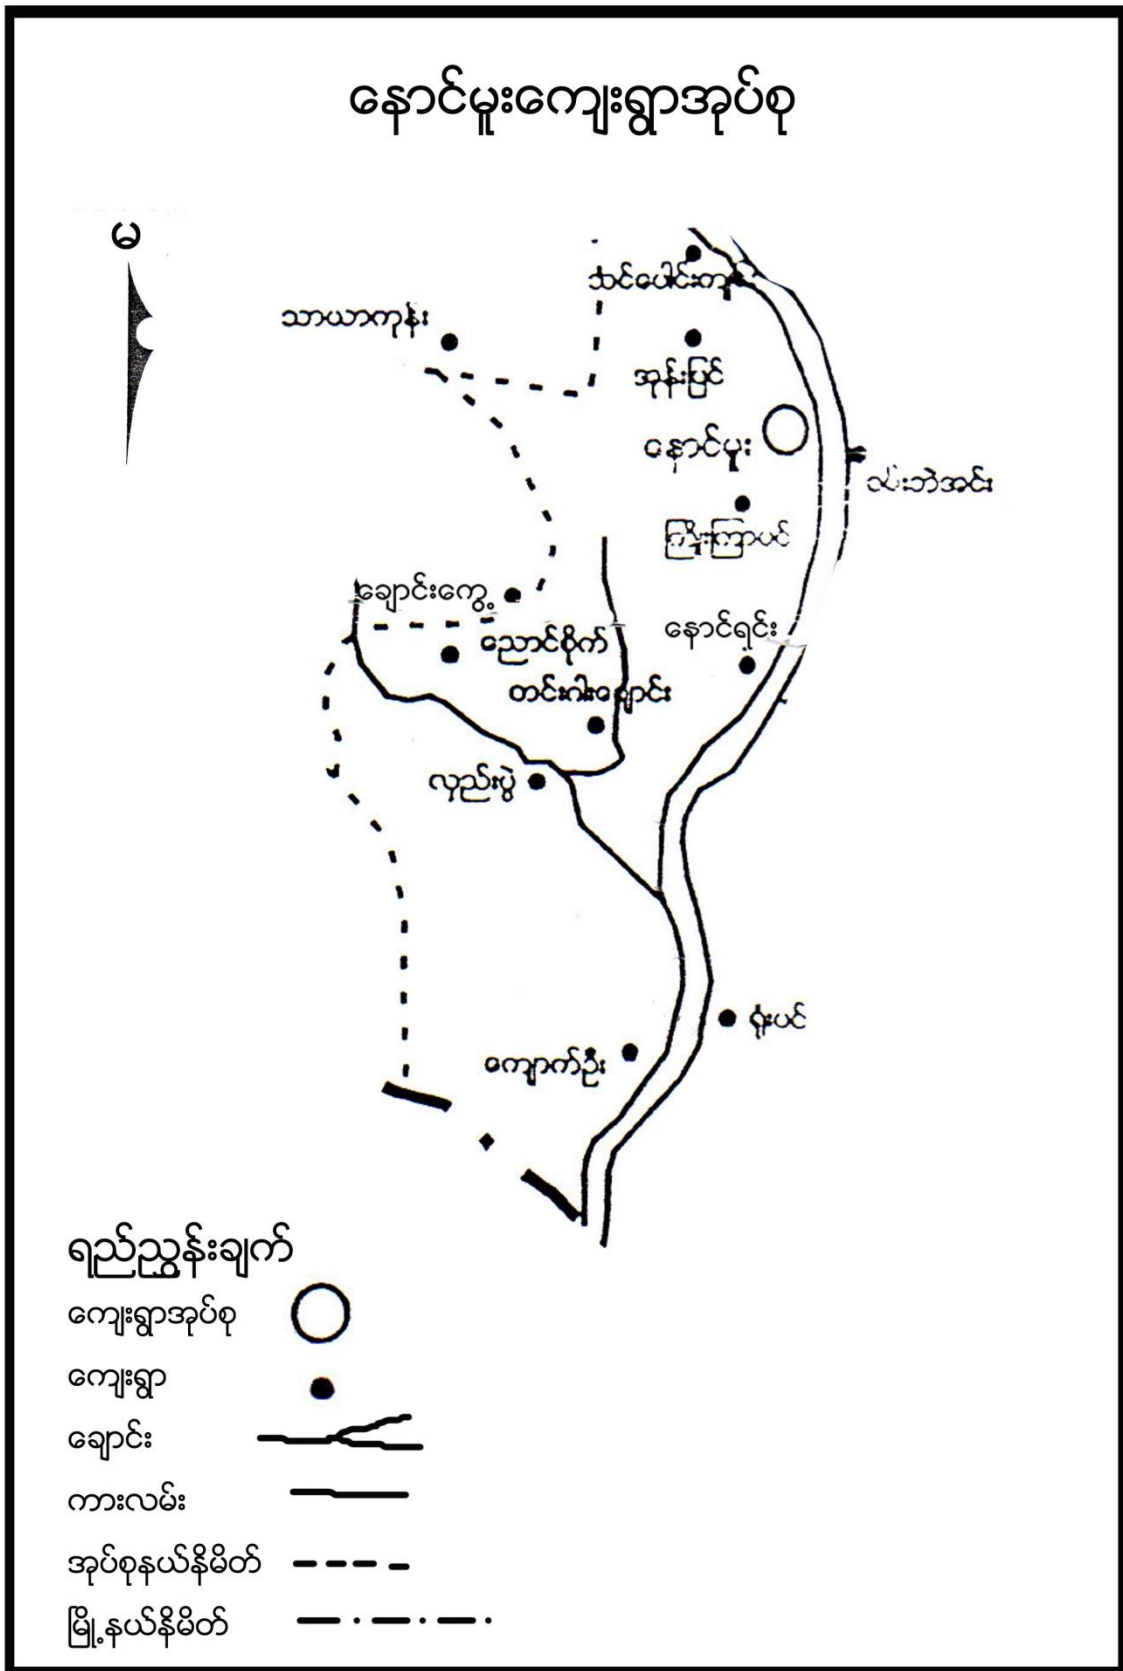 နောင်မူးကျေးရွာအုပ်စု
မ
သင်ပေါင်းကျ
သာယာကုန်း
အုန်းပြင်
နောင်မူး
ကြိုးကြာပင်
ချောင်းကွေ့
နောင်ရင်း
ညောင်စိုက်
တင်းဂါးချောင်း
လှည်းပွဲ
ရုံးပင်
ကျောက်ဦး
ရည်ညွှန်းချက်
ကျေးရွာအုပ်စု
ကျေးရွာ
ချောင်း
ကားလမ်း
အုပ်စုနယ်နိမိတ်
မြို့နယ်နိမိတ်